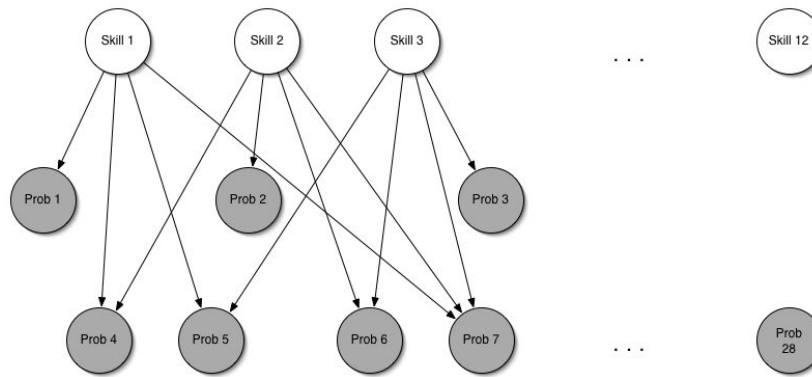 Skill 1
Skill 2
Skill 3
. . .
Skill 12
Prob 1
Prob 2
Prob 3
Prob 4
Prob 5
Prob 6
Prob 7
. . .
Prob
28